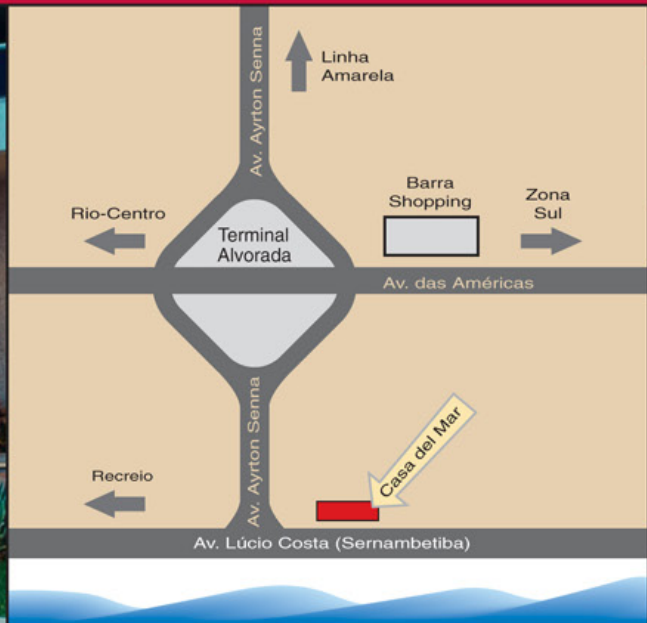 Av. Ayrton Senna
Linha
Amarela
Rio-Centro
Terminal
Alvorada
Barra
Shopping
Zona
Sul
Av. das Américas
Av. Ayrton Senna
Casa del Mar
Recreio
Av. Lúcio Costa (Sernambetiba)